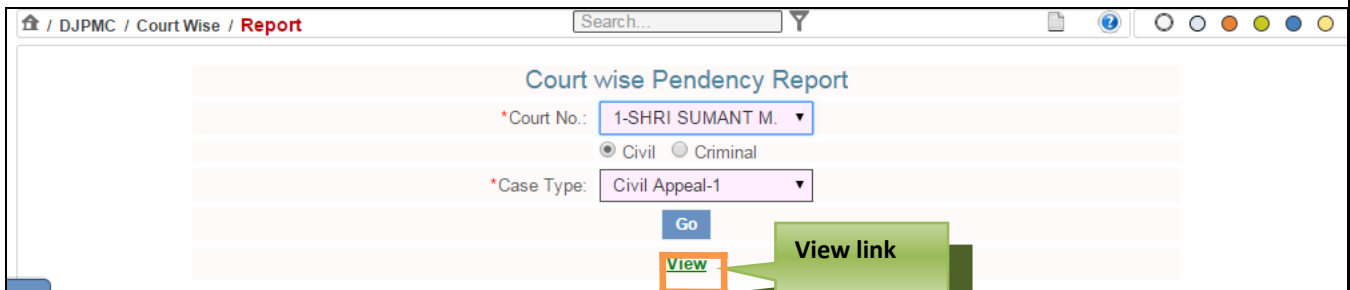 / DJPMC / Court Wise / Report
Search...
Court wise Pendency Report
*Court No.: 1-SHRI SUMANT M.
Civil Criminal
*Case Type: Civil Appeal-1
Go
View
View link